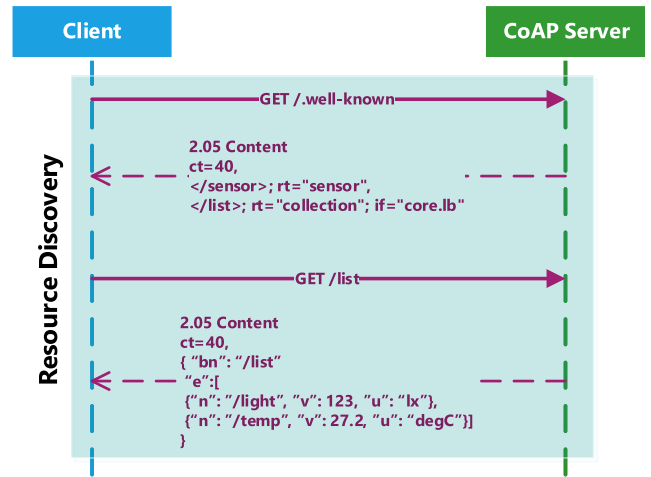 Client
CoAP Server
Resource Discovery
GET /.well-known
2.05 Content
ct=40,
</sensor>; rt="sensor",
</list>; rt="collection"; if="core.lb"
GET /list
2.05 Content
ct=40,
{ “bn”: “/list”
“e”:[
{“n”: “/light”, “v”: 123, “u”: “lx”},
{“n”: “/temp”, “v”: 27.2, “u”: “degC”}]
}